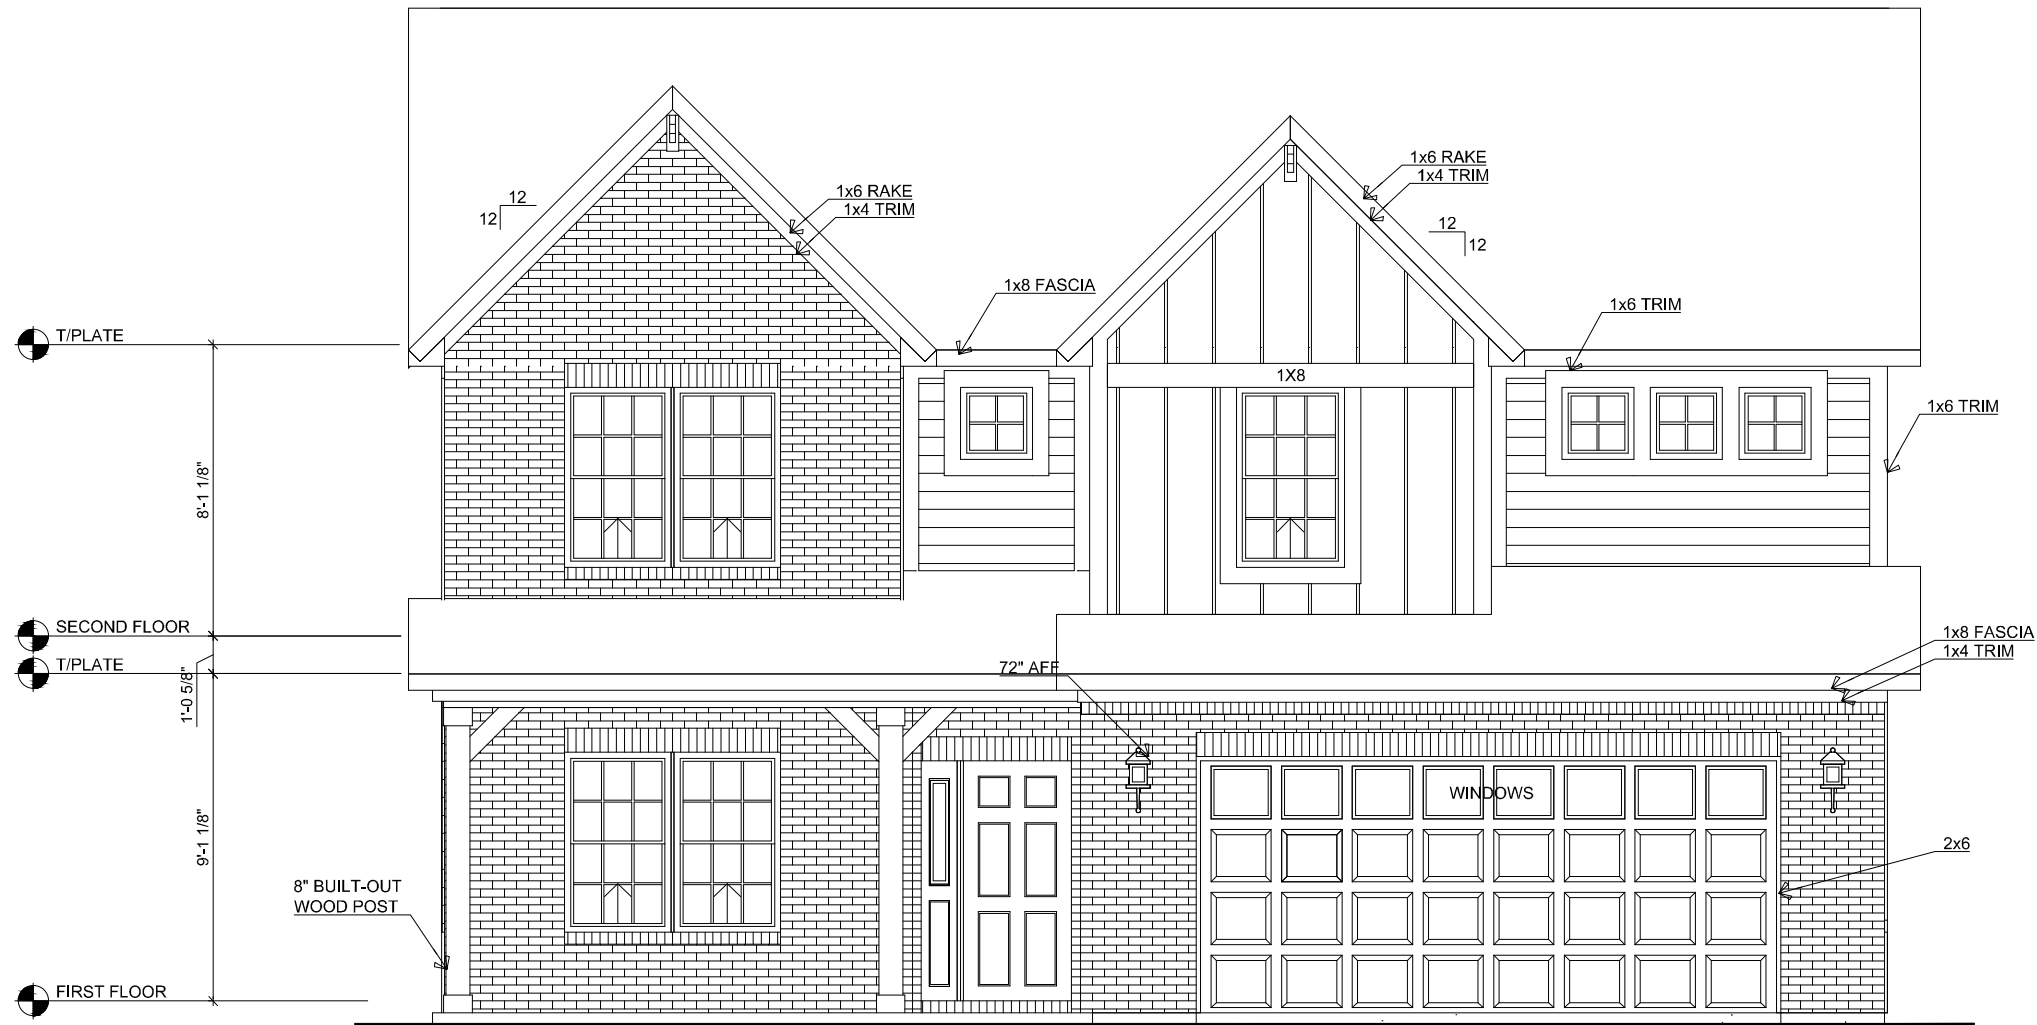 1x6 RAKE
1x4 TRIM
12
12
1x6 RAKE
1x4 TRIM
12
12
1x8 FASCIA
1x6 TRIM
T/PLATE
1X8
1x6 TRIM
8'-1 1/8"
SECOND FLOOR
T/PLATE
1'-0 5/8"
72" AFF
1x8 FASCIA
1x4 TRIM
WINDOWS
9'-1 1/8"
2x6
8" BUILT-OUT
WOOD POST
FIRST FLOOR